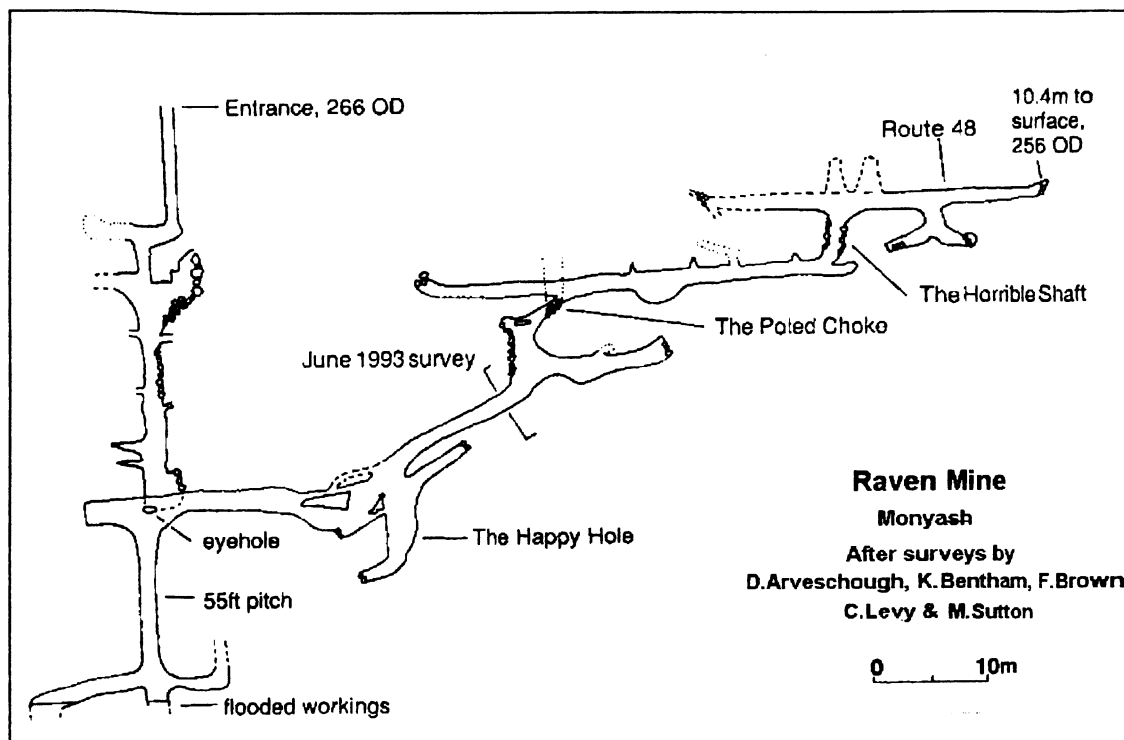 Entrance, 266 OD
10.4m to
surface,
256 OD
Route 48
The Horrible Shaft
The Poled Choke
June 1993 survey
The Happy Hole
eyehole
55ft pitch
flooded workings
Raven Mine
Monyash
After surveys by
D.Arveschough, K.Bentham, F.Brown
C.Levy & M.Sutton
0 10m